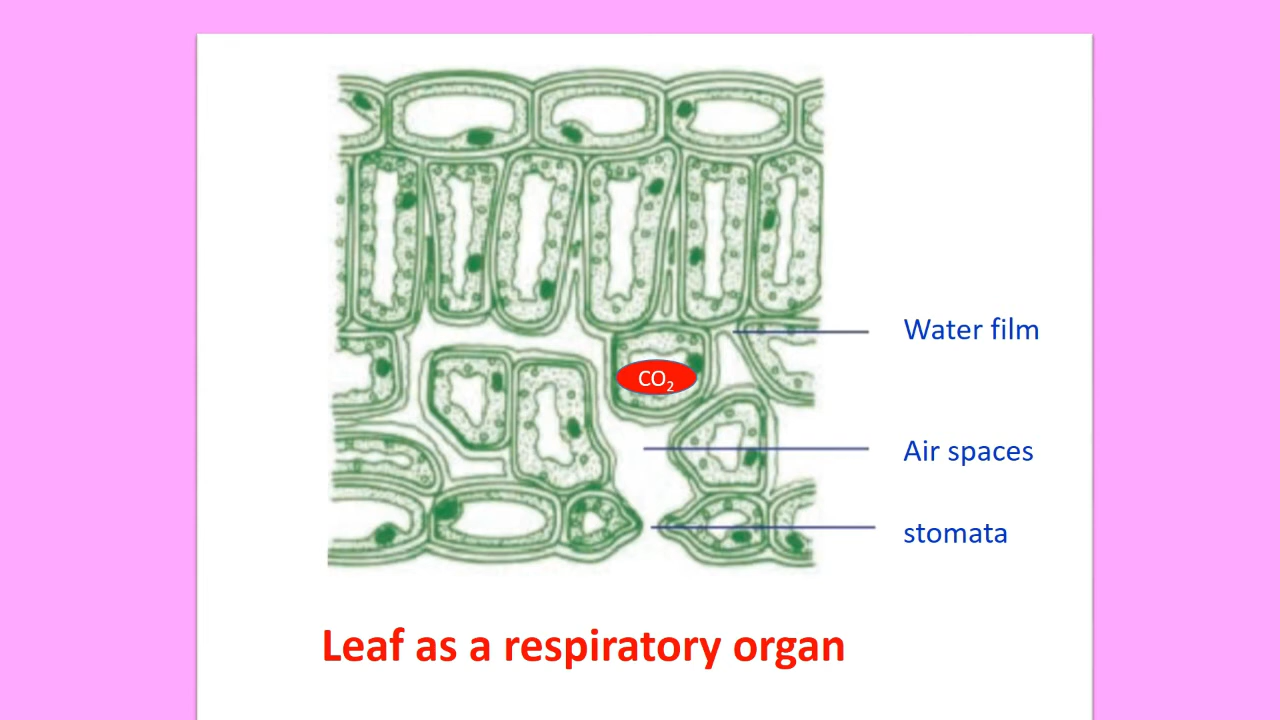 Water film
CO₂
Air spaces
stomata
Leaf as a respiratory organ